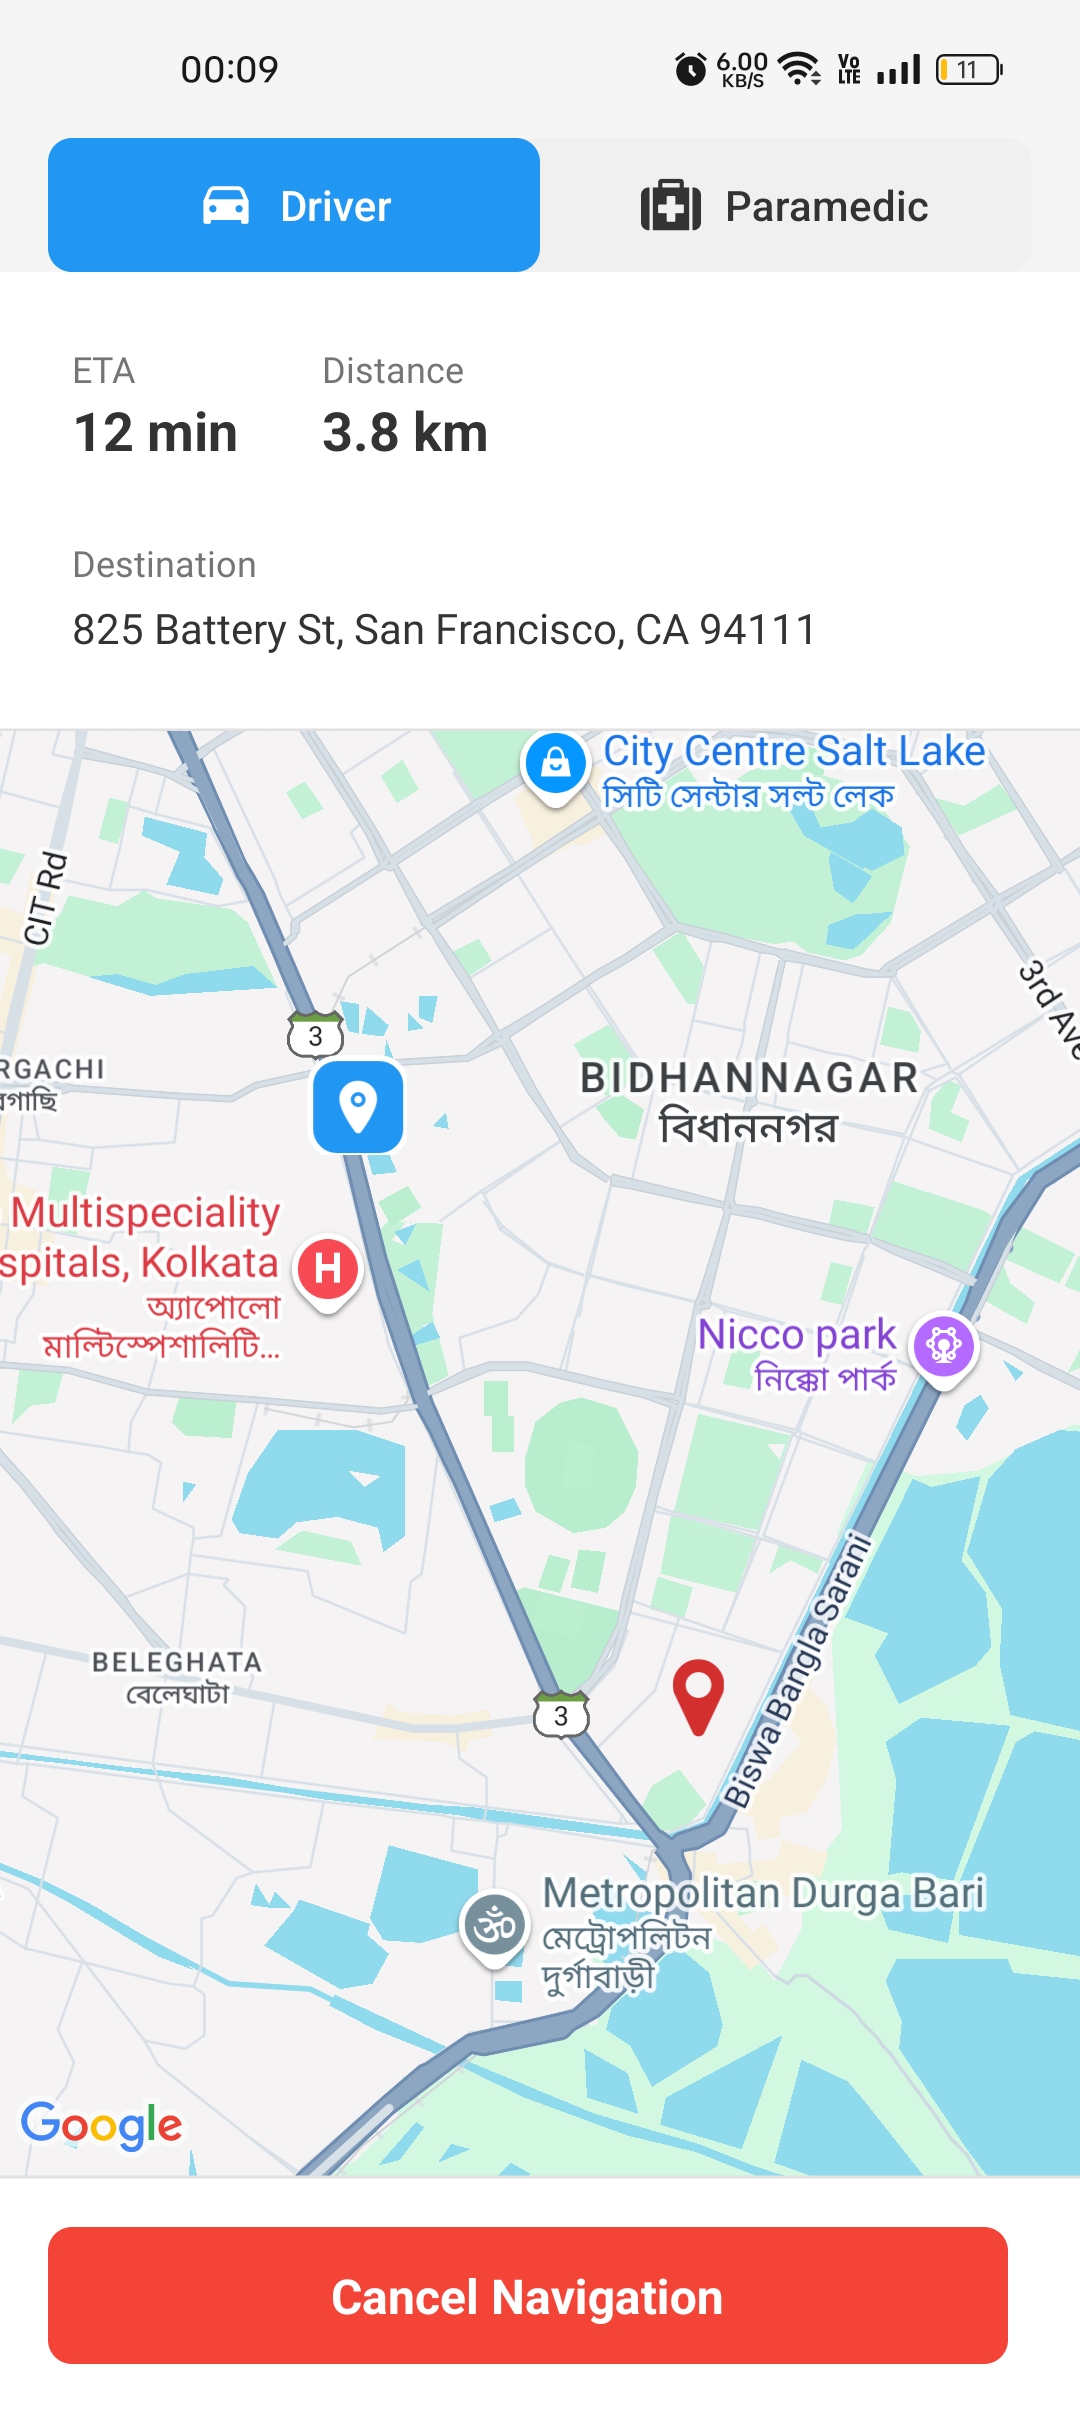 00:09
6.00
KB/S
Vo
LTE
11
Driver
Paramedic
ETA
Distance
12 min
3.8 km
Destination
825 Battery St, San Francisco, CA 94111
City Centre Salt Lake
সিটি সেন্টার সল্ট লেক
CIT Rd
3rd Ave
3
RGACHI
রগাছি
BIDHANNAGAR
বিধাননগর
Multispeciality
spitals, Kolkata
অ্যাপোলো
মাল্টিস্পেশালিটি...
H
Nicco park
নিক্কো পার্ক
Biswa Bangla Sarani
BELEGHATA
বেলেঘাটা
3
Metropolitan Durga Bari
মেট্রোপলিটন
দুর্গাবাড়ী
ॐ
Google
Cancel Navigation